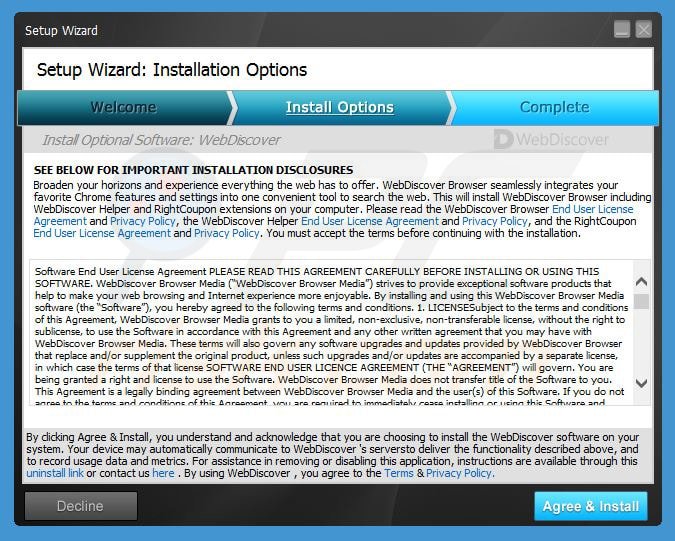 Setup Wizard
Setup Wizard: Installation Options
Welcome
Install Options
Complete
Install Optional Software: WebDiscover
WebDiscover
SEE BELOW FOR IMPORTANT INSTALLATION DISCLOSURES
Broaden your horizons and experience everything the web has to offer. WebDiscover Browser seamlessly integrates your
favorite Chrome features and settings into one convenient tool to search the web. This will install WebDiscover Browser including
WebDiscover Helper and RightCoupon extensions on your computer. Please read the WebDiscover Browser End User License
Agreement and Privacy Policy, the WebDiscover Helper End User License Agreement and Privacy Policy, and the RightCoupon
End User License Agreement and Privacy Policy. You must accept the terms before continuing with the installation.
Software End User License Agreement PLEASE READ THIS AGREEMENT CAREFULLY BEFORE INSTALLING OR USING THIS
SOFTWARE. WebDiscover Browser Media ("WebDiscover Browser Media") strives to provide exceptional software products that
help to make your web browsing and Internet experience more enjoyable. By installing and using this WebDiscover Browser Media
software (the "Software"), you hereby agreed to the following terms and conditions. 1. LICENSESubject to the terms and conditions
of this Agreement, WebDiscover Browser Media grants to you a limited, non-exclusive, non-transferable license, without the right to
sublicense, to use the Software in accordance with this Agreement and any other written agreement that you may have with
WebDiscover Browser Media. These terms will also govern any software upgrades and updates provided by WebDiscover Browser
that replace and/or supplement the original product, unless such upgrades and/or updates are accompanied by a separate license,
in which case the terms of that license SOFTWARE END USER LICENCE AGREEMENT (THE "AGREEMENT") will govern. You are
being granted a right and license to use the Software. WebDiscover Browser Media does not transfer title of the Software to you.
This Agreement is a legally binding agreement between WebDiscover Browser Media and the user(s) of this Software. If you do not
agree to the terms and conditions of this Agreement, you are required to immediately cease installing or using this Software and
By clicking Agree & Install, you understand and acknowledge that you are choosing to install the WebDiscover software on your
system. Your device may automatically communicate to WebDiscover 's serversto deliver the functionality described above, and
to record usage data and metrics. For assistance in removing or disabling this application, instructions are available through this
uninstall link or contact us here . By using WebDiscover , you agree to the Terms & Privacy Policy.
Decline
Agree & Install